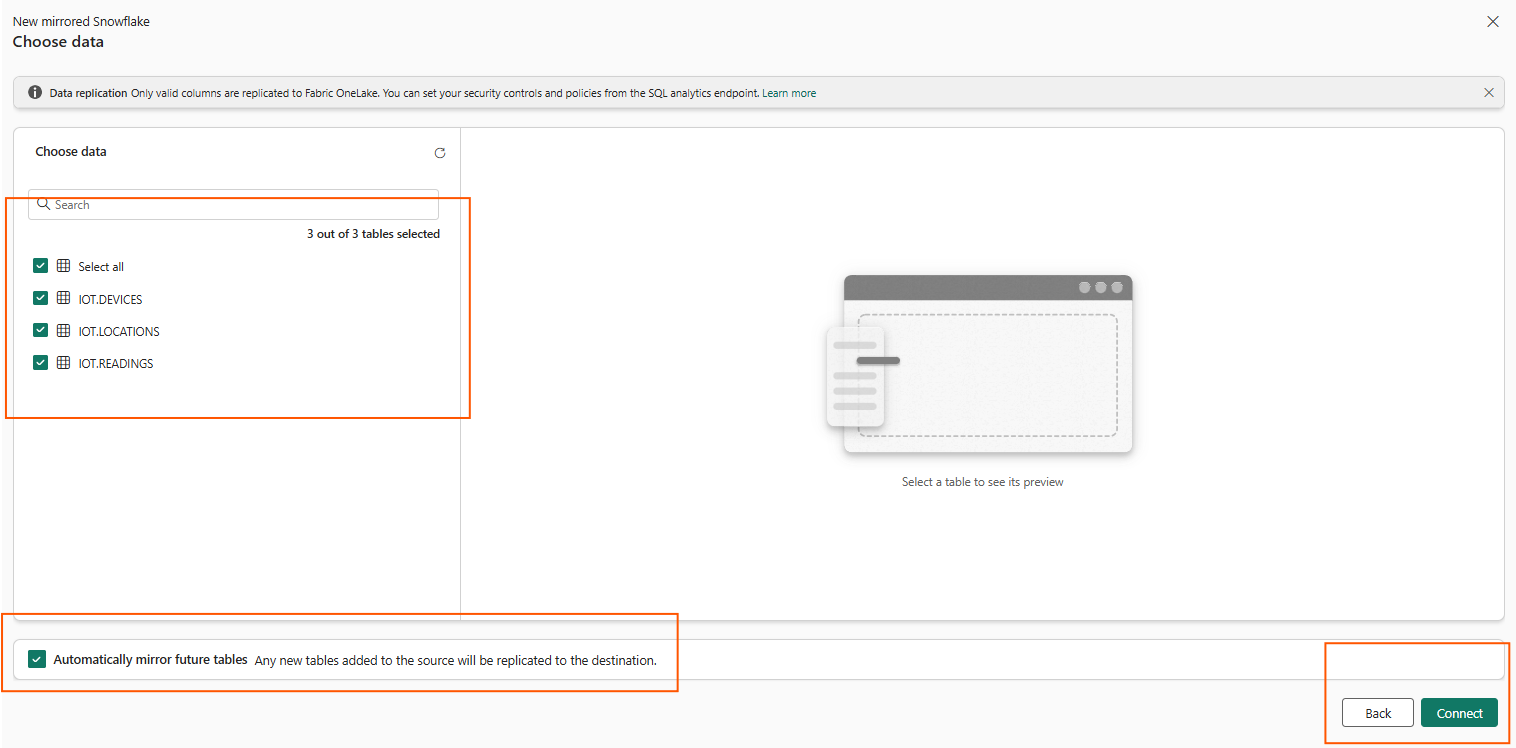 New mirrored Snowflake
Choose data
Data replication Only valid columns are replicated to Fabric OneLake. You can set your security controls and policies from the SQL analytics endpoint. Learn more
Choose data
Search
3 out of 3 tables selected
Select all
IOT.DEVICES
IOT.LOCATIONS
IOT.READINGS
Select a table to see its preview
Automatically mirror future tables Any new tables added to the source will be replicated to the destination.
Back Connect